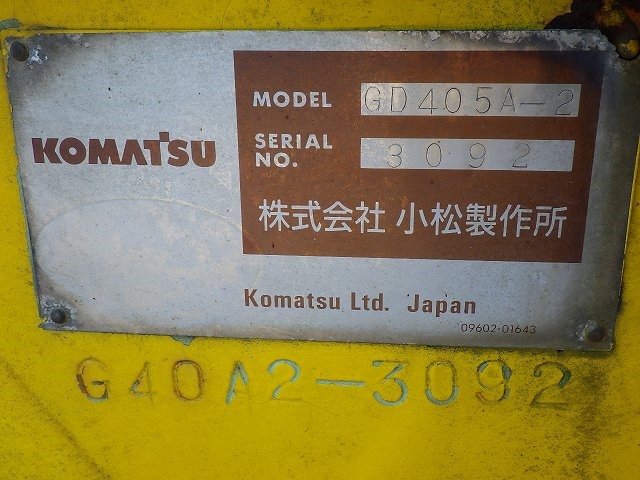 KOMATSU
MODEL GD405A-2
SERIAL NO. 3092
株式会社 小松製作所
Komatsu Ltd. Japan
09602-01643
G40A2-3092